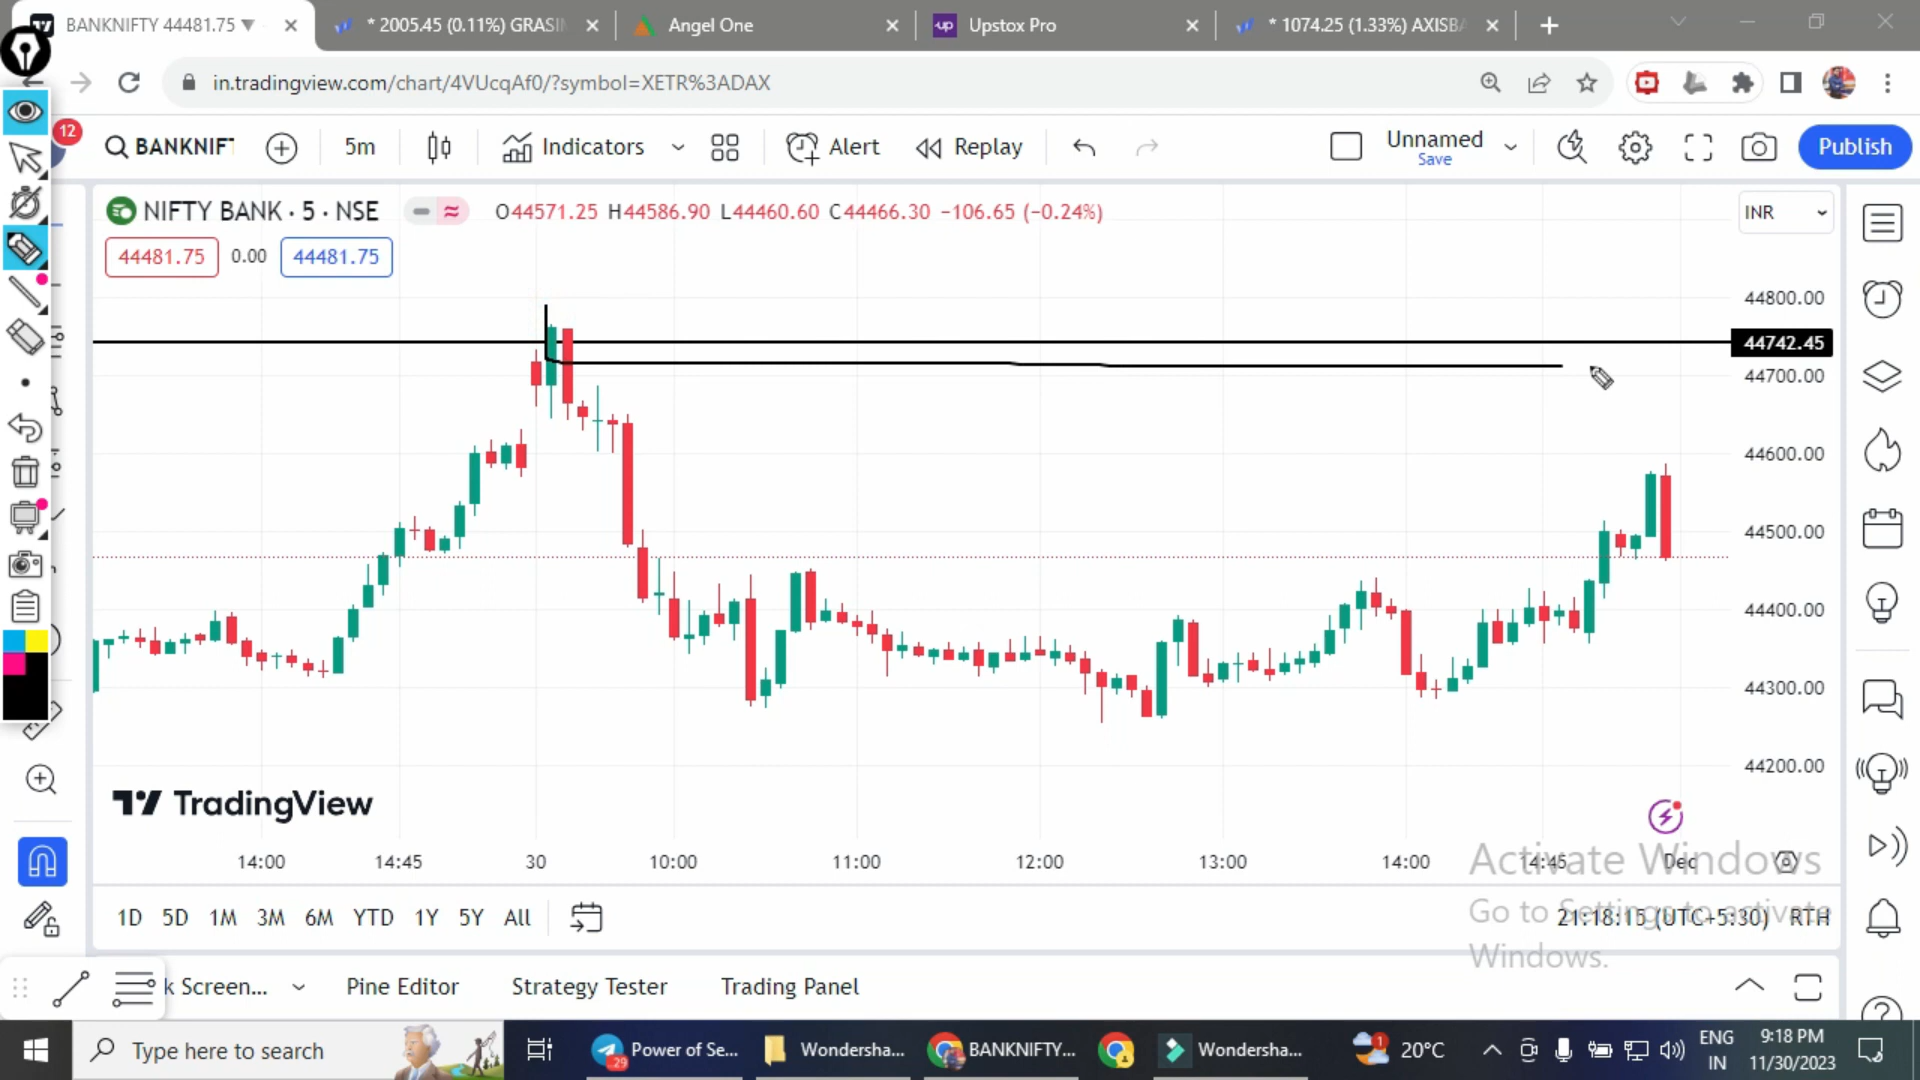 BANKNIFTY 44481.75 ▼
* 2005.45 (0.11%) GRASIN
Angel One
up Upstox Pro
* 1074.25 (1.33%) AXISBA
in.tradingview.com/chart/4VUcqAf0/?symbol=XETR%3ADAX
12
BANKNIFT
5m
Indicators
Alert
Replay
Unnamed
Save
Publish
NIFTY BANK · 5 · NSE
O44571.25 H44586.90 L44460.60 C44466.30 −106.65 (−0.24%)
INR
44481.75 0.00 44481.75
44800.00
44742.45
44700.00
44600.00
44500.00
44400.00
44300.00
44200.00
TradingView
14:00 14:45 30 10:00 11:00 12:00 13:00 14:00 14:45 Dec
Activate Windows
Go to Settings to activate
Windows.
1D 5D 1M 3M 6M YTD 1Y 5Y All
21:18:15 (UTC+5:30) RTH
k Screen...
Pine Editor
Strategy Tester
Trading Panel
Type here to search
29
Power of Se...
Wondersha...
BANKNIFTY...
Wondersha...
1
20°C
ENG
IN
9:18 PM
11/30/2023